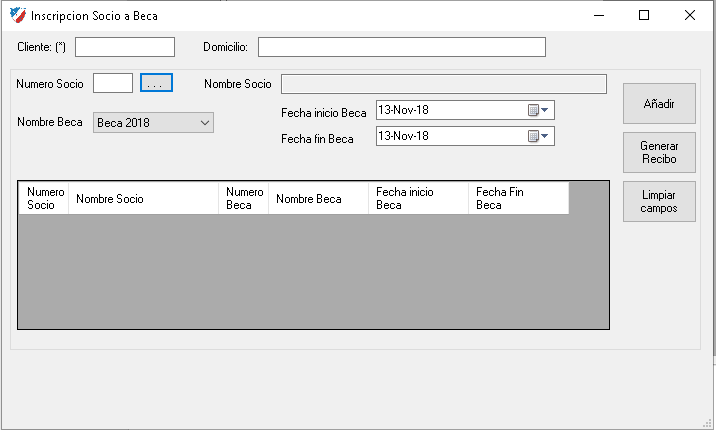 Inscripcion Socio a Beca
Cliente: (*)
Domicilio:
Numero Socio
...
Nombre Socio
Nombre Beca
Beca 2018
Fecha inicio Beca
13-Nov-18
Fecha fin Beca
13-Nov-18
Añadir
Generar
Recibo
Limpiar
campos
Numero
Socio
Nombre Socio
Numero
Beca
Nombre Beca
Fecha inicio
Beca
Fecha Fin
Beca